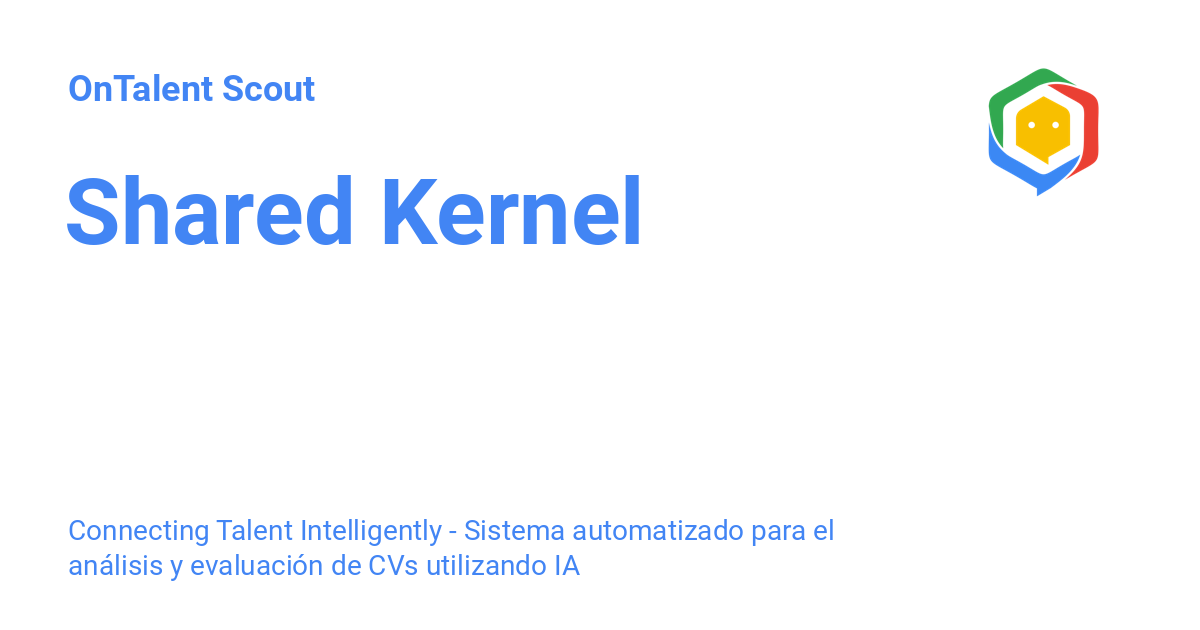 OnTalent Scout
Shared Kernel
Connecting Talent Intelligently - Sistema automatizado para el
análisis y evaluación de CVs utilizando IA